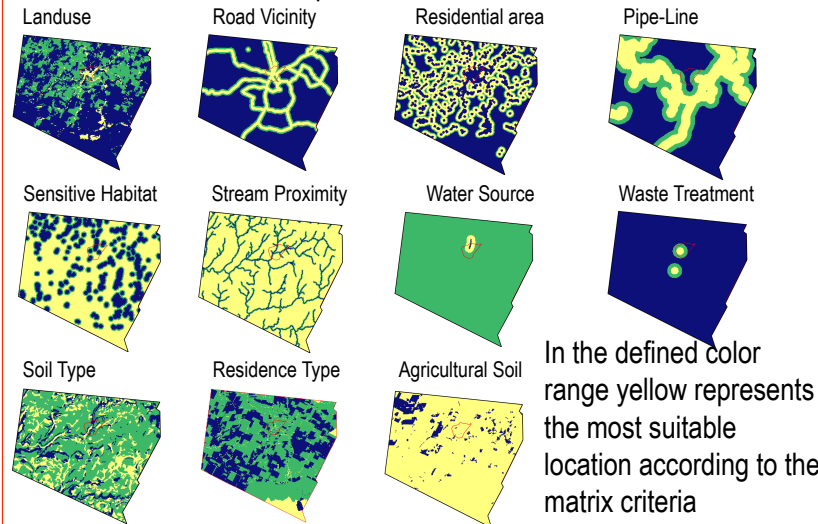 Landuse
Road Vicinity
Residential area
Pipe-Line
Sensitive Habitat
Stream Proximity
Water Source
Waste Treatment
Soil Type
Residence Type
Agricultural Soil
In the defined color
range yellow represents
the most suitable
location according to the
matrix criteria